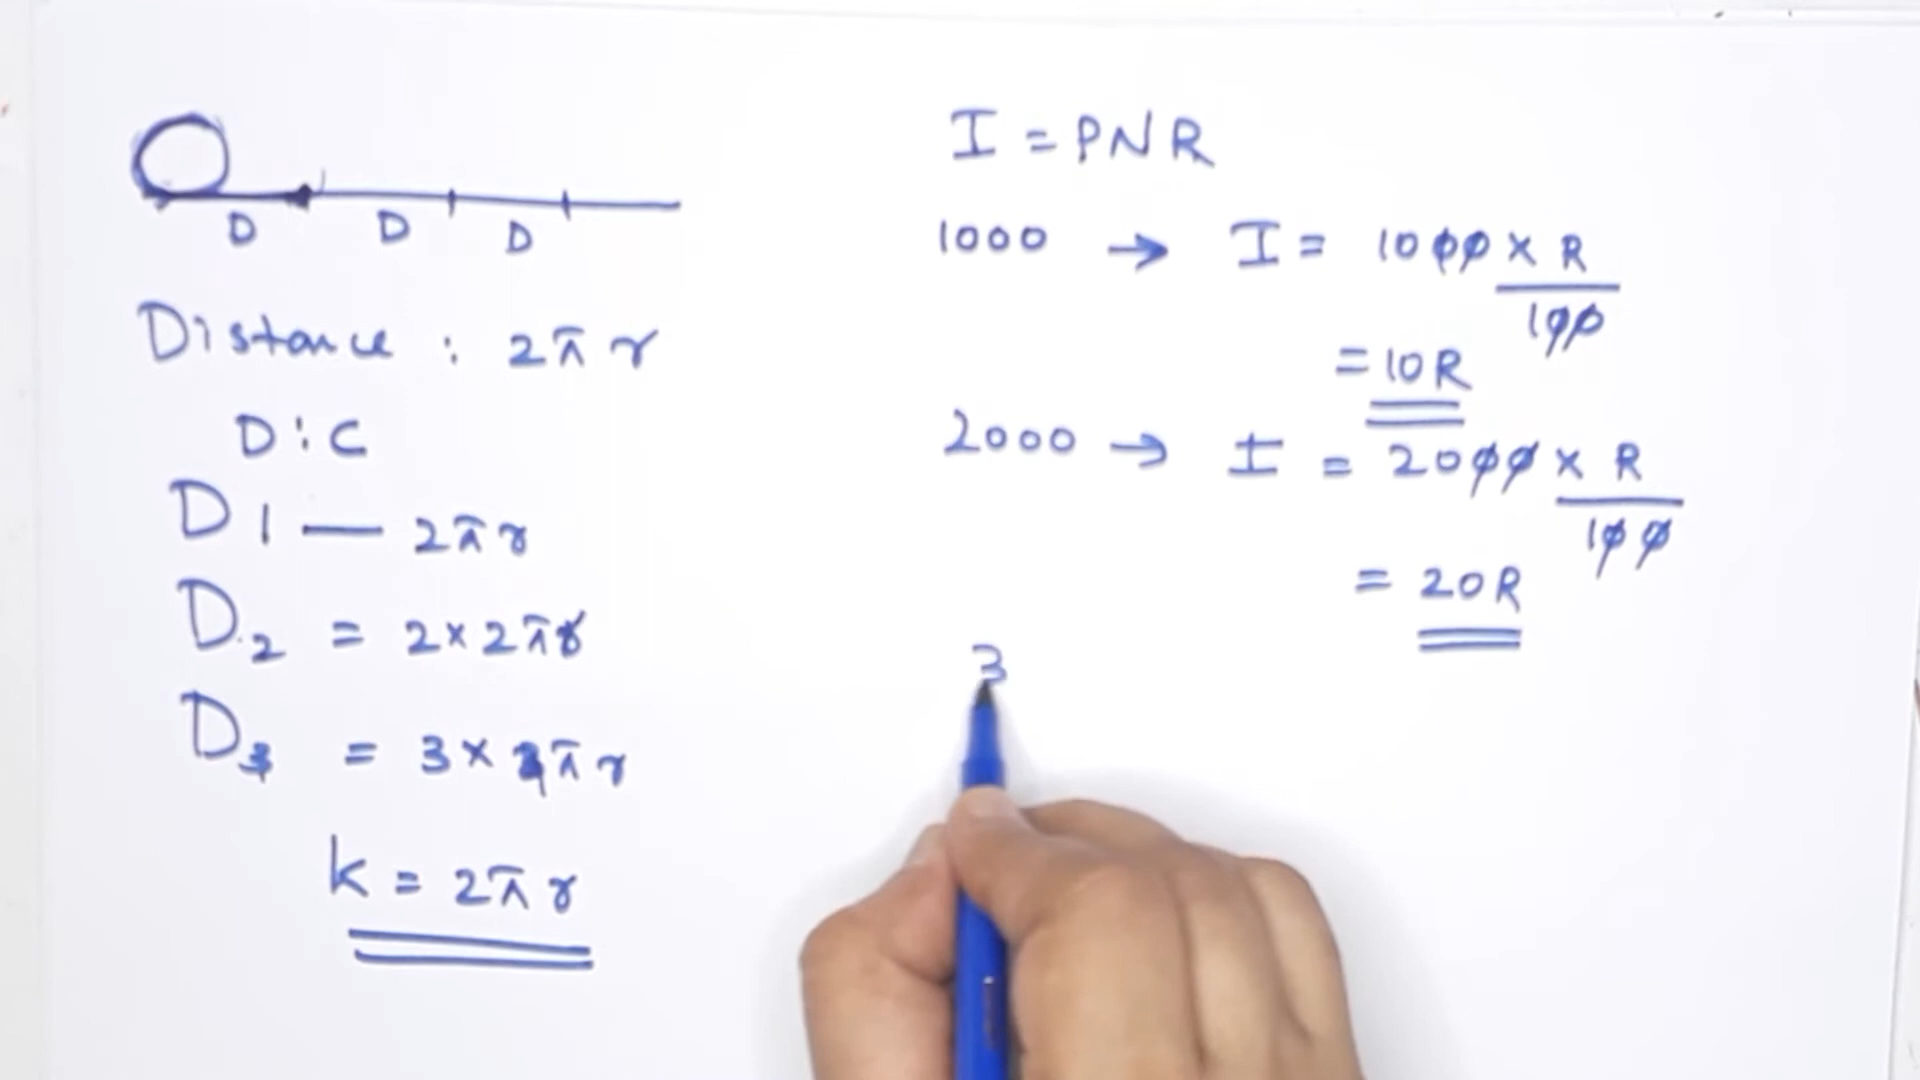 D D D
Distance : 2πr
D : C
D1 — 2πr
D2 = 2×2πr
D3 = 3×2πr
k = 2πr
I = PNR
1000 → I = 1000 × R
100
= 10R
2000 → I = 2000 × R
100
= 20R
3